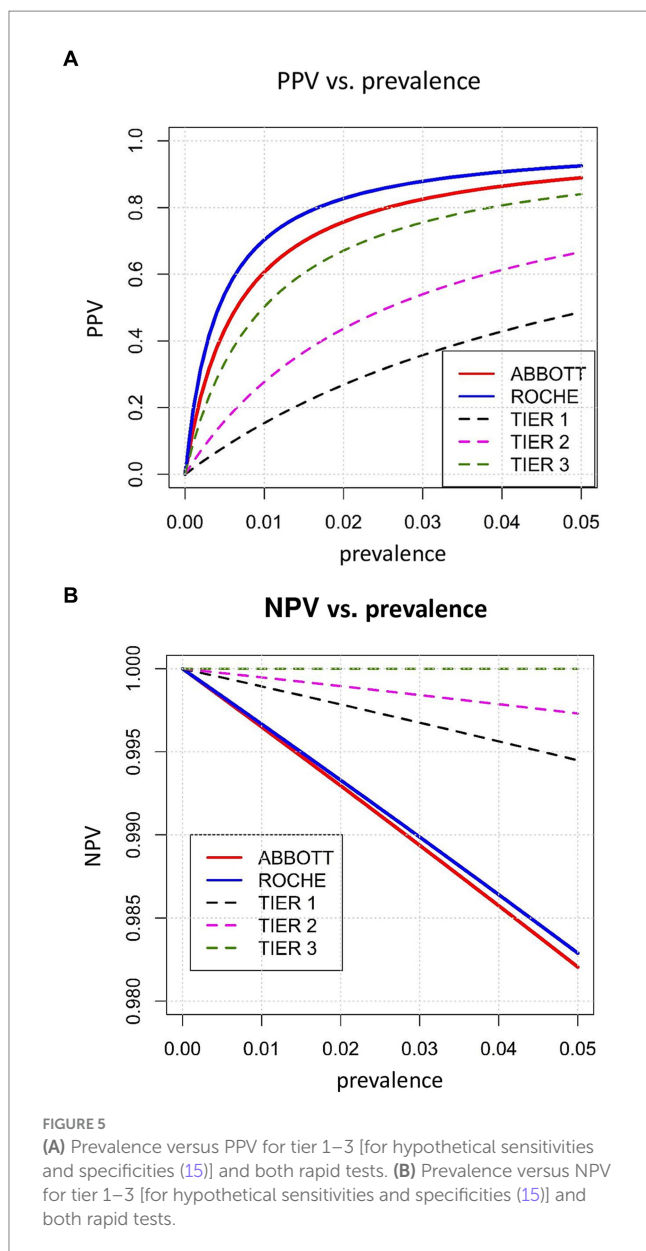 A
PPV vs. prevalence
PPV
1.0
0.8
0.6
0.4
0.2
0.0
ABBOTT
ROCHE
TIER 1
TIER 2
TIER 3
0.00 0.01 0.02 0.03 0.04 0.05
prevalence
B
NPV vs. prevalence
NPV
1.000
0.995
0.990
0.985
0.980
ABBOTT
ROCHE
TIER 1
TIER 2
TIER 3
0.00 0.01 0.02 0.03 0.04 0.05
prevalence
FIGURE 5
(A) Prevalence versus PPV for tier 1–3 [for hypothetical sensitivities
and specificities (15)] and both rapid tests. (B) Prevalence versus NPV
for tier 1–3 [for hypothetical sensitivities and specificities (15)] and
both rapid tests.